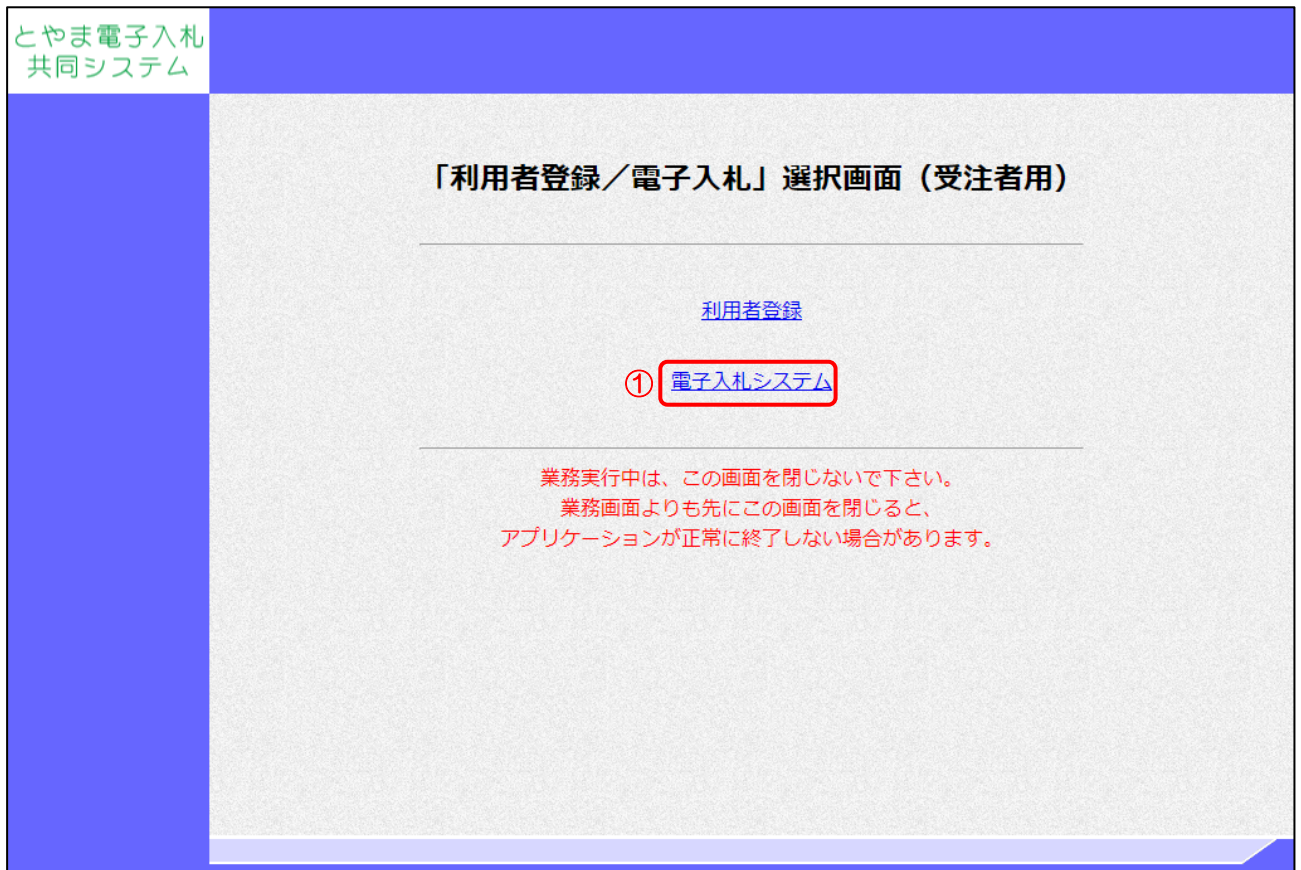 とやま電子入札
共同システム
「利用者登録／電子入札」選択画面（受注者用）
利用者登録
① 電子入札システム
業務実行中は、この画面を閉じないで下さい。
業務画面よりも先にこの画面を閉じると、
アプリケーションが正常に終了しない場合があります。